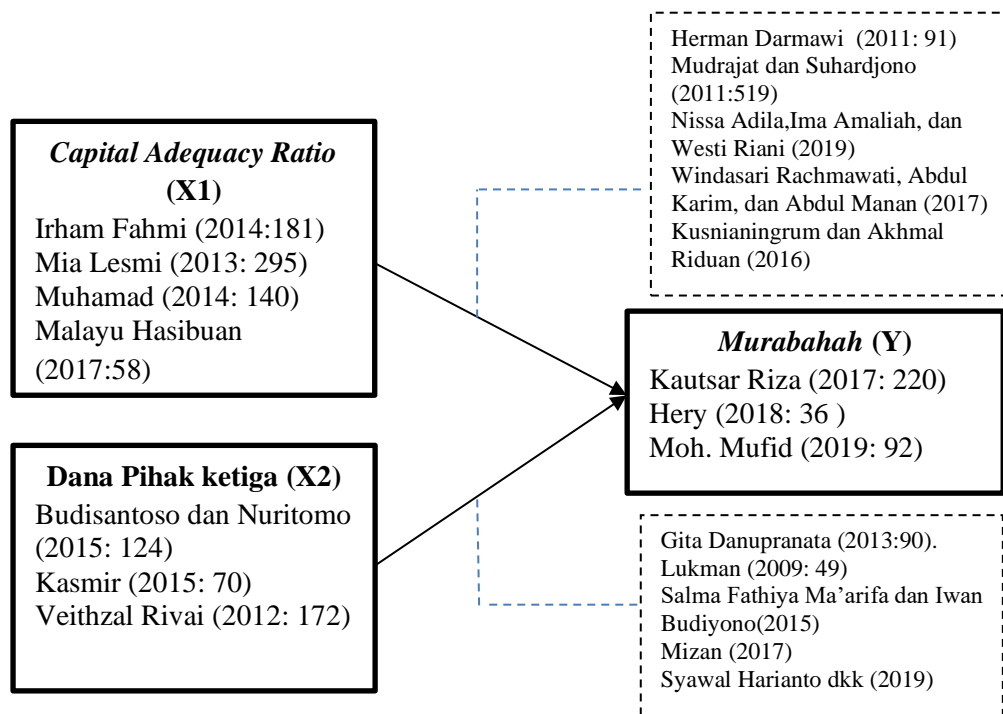 Capital Adequacy Ratio
(X1)
Irham Fahmi (2014:181)
Mia Lesmi (2013: 295)
Muhamad (2014: 140)
Malayu Hasibuan
(2017:58)
Dana Pihak ketiga (X2)
Budisantoso dan Nuritomo
(2015: 124)
Kasmir (2015: 70)
Veithzal Rivai (2012: 172)
Herman Darmawi (2011: 91)
Mudrajat dan Suhardjono
(2011:519)
Nissa Adila,Ima Amaliah, dan
Westi Riani (2019)
Windasari Rachmawati, Abdul
Karim, dan Abdul Manan (2017)
Kusnianingrum dan Akhmal
Riduan (2016)
Murabahah (Y)
Kautsar Riza (2017: 220)
Hery (2018: 36 )
Moh. Mufid (2019: 92)
Gita Danupranata (2013:90).
Lukman (2009: 49)
Salma Fathiya Ma'arifa dan Iwan
Budiyono(2015)
Mizan (2017)
Syawal Harianto dkk (2019)